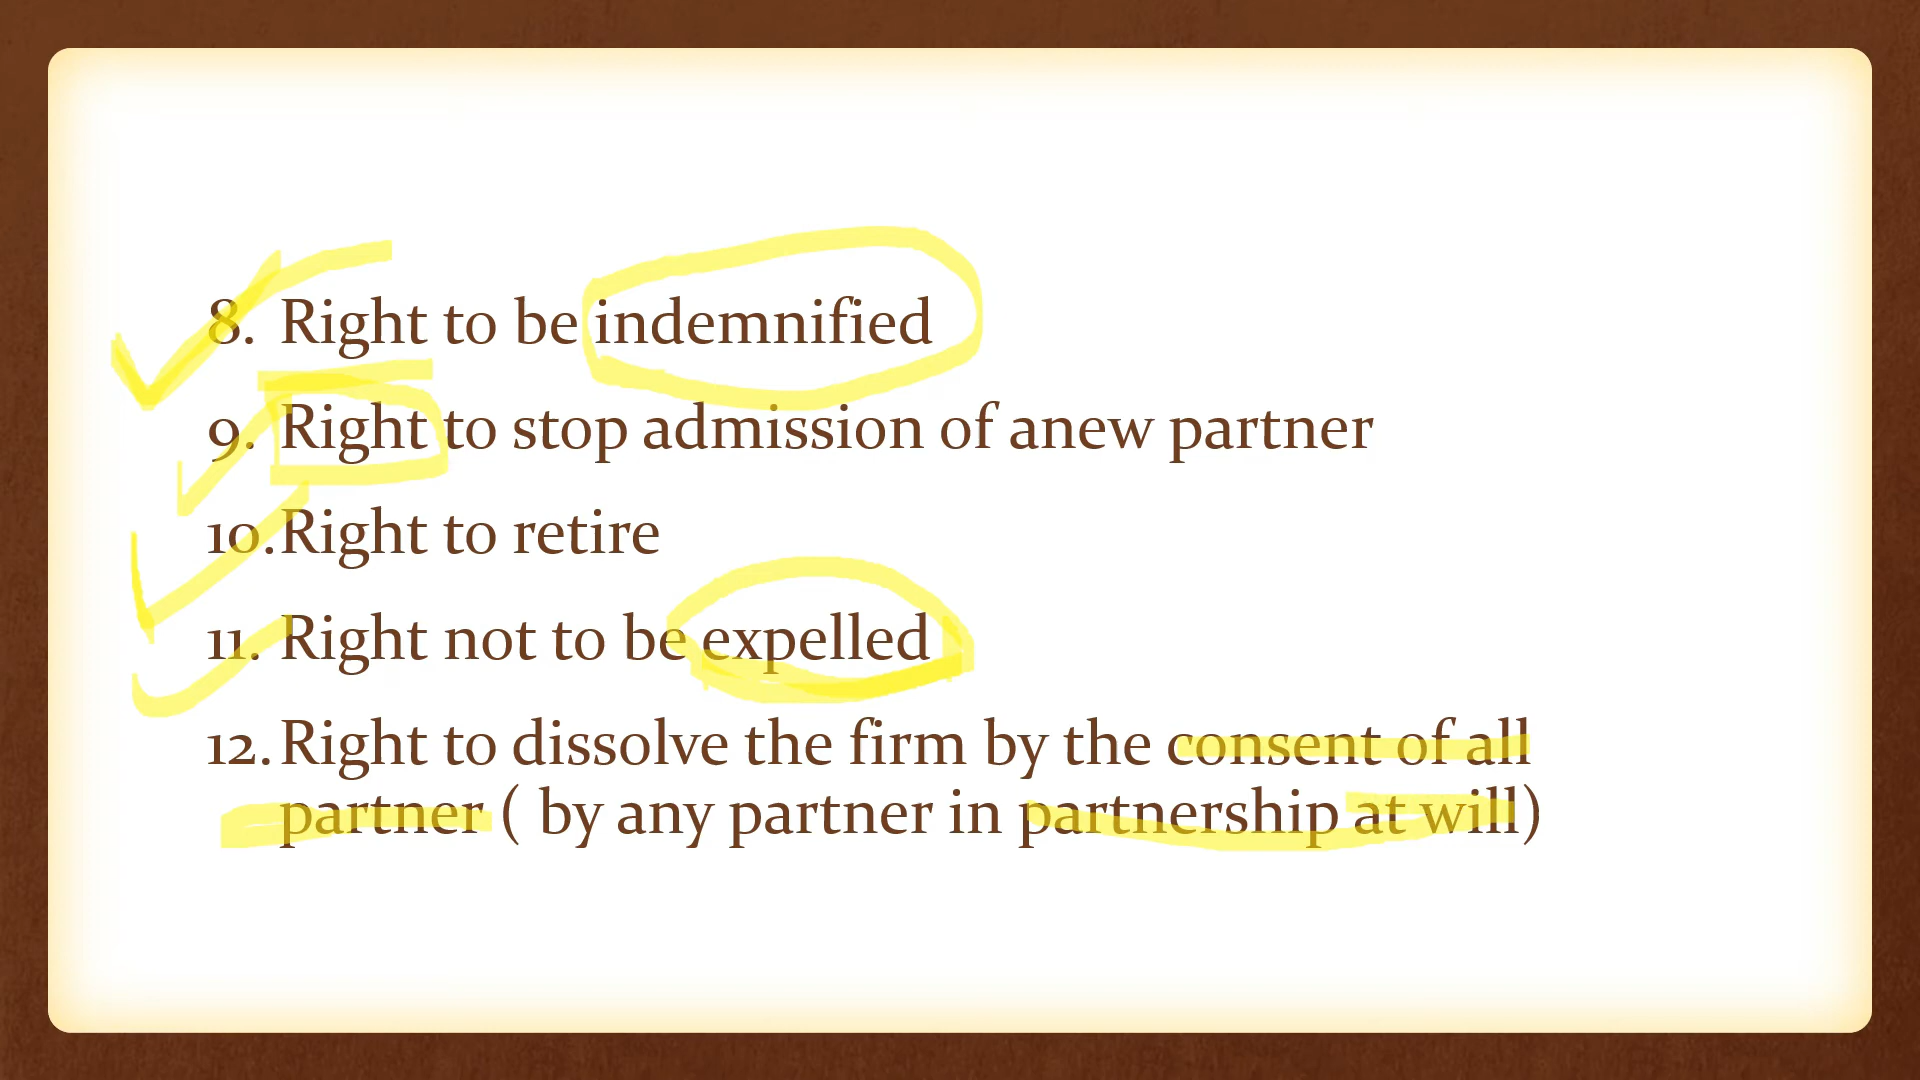 8. Right to be indemnified
9. Right to stop admission of anew partner
10. Right to retire
11. Right not to be expelled
12. Right to dissolve the firm by the consent of all
partner ( by any partner in partnership at will)